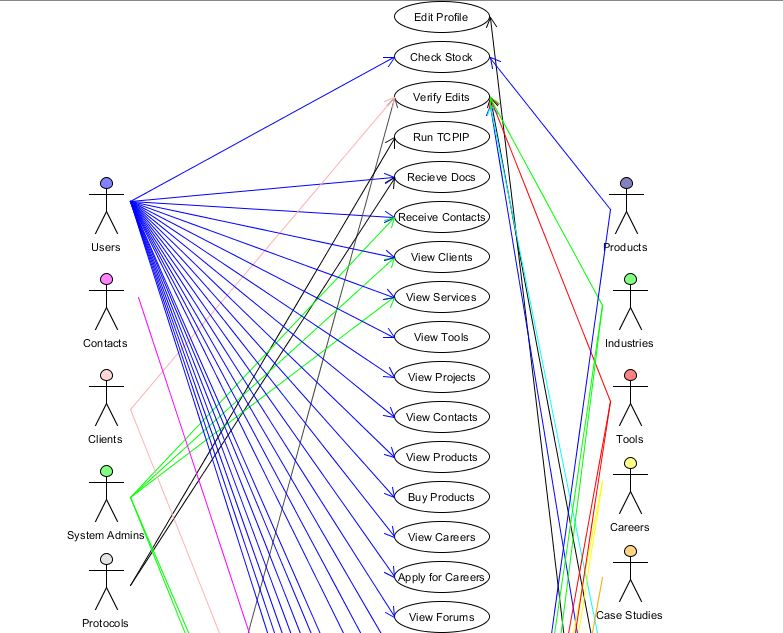 Edit Profile
Check Stock
Verify Edits
Run TCPIP
Recieve Docs
Receive Contacts
View Clients
View Services
View Tools
View Projects
View Contacts
View Products
Buy Products
View Careers
Apply for Careers
View Forums
Users
Contacts
Clients
System Admins
Protocols
Products
Industries
Tools
Careers
Case Studies